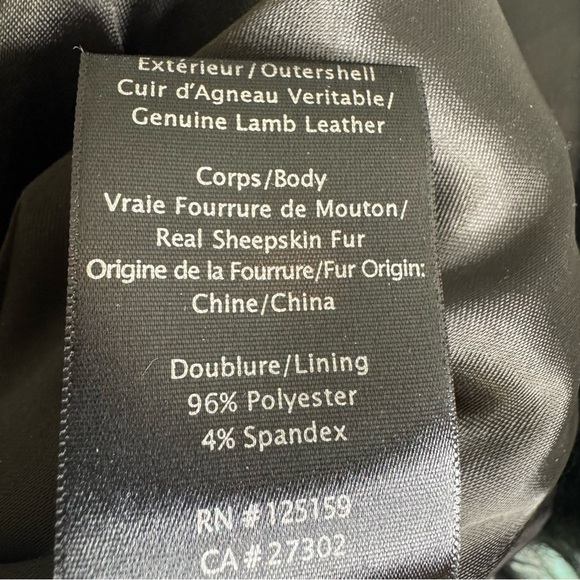 Extérieur/Outershell
Cuir d'Agneau Veritable/
Genuine Lamb Leather
Corps/Body
Vraie Fourrure de Mouton/
Real Sheepskin Fur
Origine de la Fourrure/Fur Origin:
Chine/China
Doublure/Lining
96% Polyester
4% Spandex
RN # 125159
CA # 27302